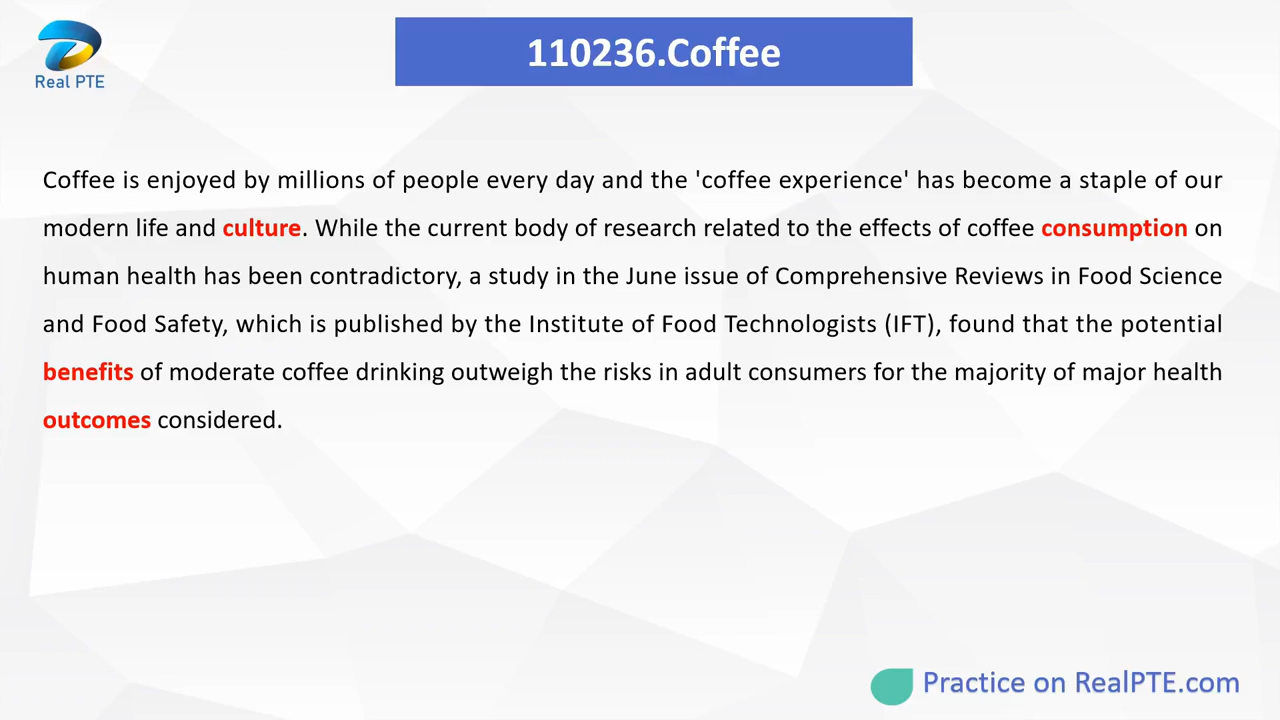 Real PTE
110236.Coffee
Coffee is enjoyed by millions of people every day and the 'coffee experience' has become a staple of our
modern life and culture. While the current body of research related to the effects of coffee consumption on
human health has been contradictory, a study in the June issue of Comprehensive Reviews in Food Science
and Food Safety, which is published by the Institute of Food Technologists (IFT), found that the potential
benefits of moderate coffee drinking outweigh the risks in adult consumers for the majority of major health
outcomes considered.
Practice on RealPTE.com